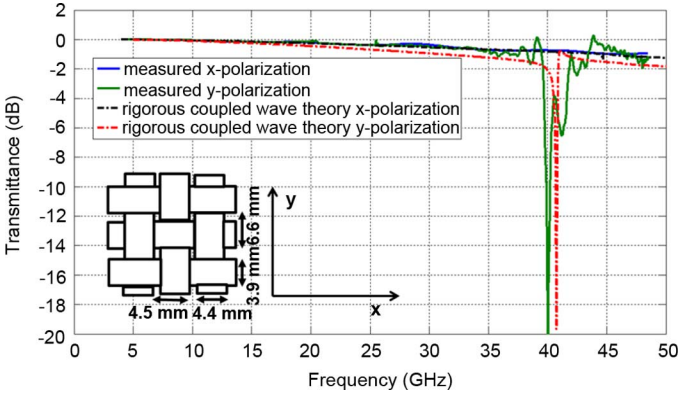 2
0
-2
-4
-6
-8
-10
-12
-14
-16
-18
-20
Transmittance (dB)
measured x-polarization
measured y-polarization
rigorous coupled wave theory x-polarization
rigorous coupled wave theory y-polarization
y
x
6.6 mm
3.9 mm
4.5 mm
4.4 mm
0 5 10 15 20 25 30 35 40 45 50
Frequency (GHz)